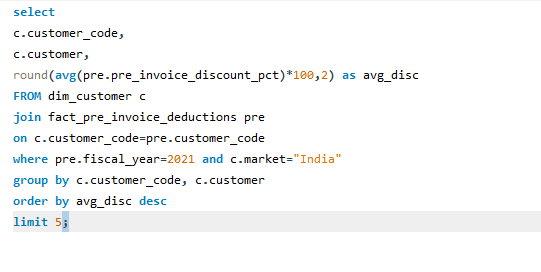 select
c.customer_code,
c.customer,
round(avg(pre.pre_invoice_discount_pct)*100,2) as avg_disc
FROM dim_customer c
join fact_pre_invoice_deductions pre
on c.customer_code=pre.customer_code
where pre.fiscal_year=2021 and c.market="India"
group by c.customer_code, c.customer
order by avg_disc desc
limit 5;